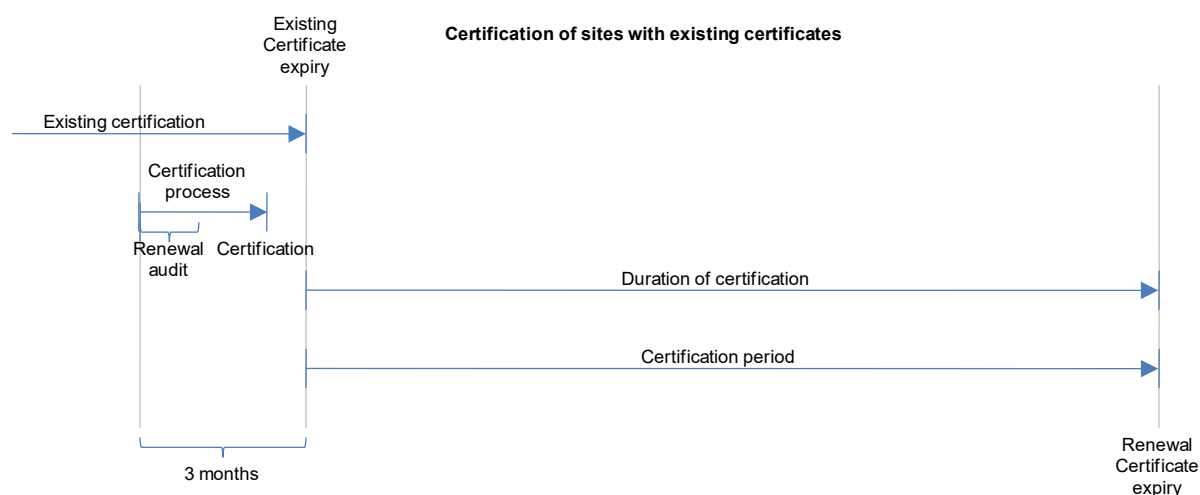 Existing
Certificate
expiry
Certification of sites with existing certificates
Existing certification
Certification
process
Renewal
audit
Certification
Duration of certification
Certification period
3 months
Renewal
Certificate
expiry